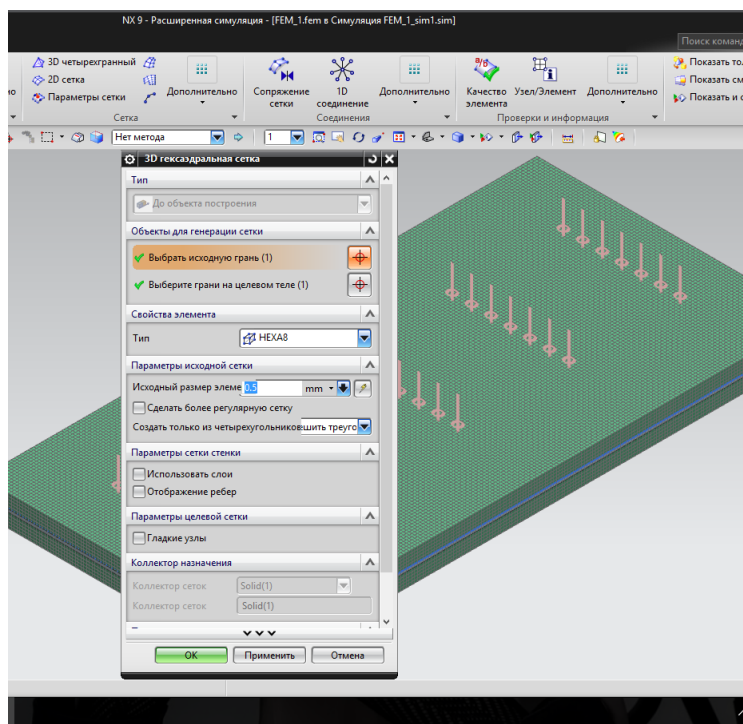 NX 9 - Расширенная симуляция - [FEM_1.fem в Симуляция FEM_1_sim1.sim]
Поиск команд
3D четырехгранный
2D сетка
Параметры сетки
Дополнительно
Сопряжение сетки
1D соединение
Дополнительно
Качество элемента
Узел/Элемент
Дополнительно
Показать
Показать
Показать и
Сетка
Соединения
Проверки и информация
Нет метода
1
3D гексаэдральная сетка
Тип
До объекта построения
Объекты для генерации сетки
Выбрать исходную грань (1)
Выберите грани на целевом теле (1)
Свойства элемента
Тип
HEXA8
Параметры исходной сетки
Исходный размер элеме 0.5 mm
Сделать более регулярную сетку
Создать только из четырехугольников шить треуго
Параметры сетки стенки
Использовать слои
Отображение ребер
Параметры целевой сетки
Гладкие узлы
Коллектор назначения
Коллектор сеток Solid(1)
Коллектор сеток Solid(1)
OK Применить Отмена